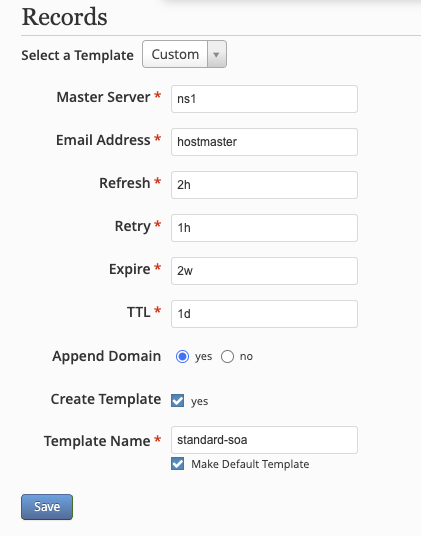 Records
Select a Template Custom
Master Server * ns1
Email Address * hostmaster
Refresh * 2h
Retry * 1h
Expire * 2w
TTL * 1d
Append Domain yes no
Create Template yes
Template Name * standard-soa
Make Default Template
Save